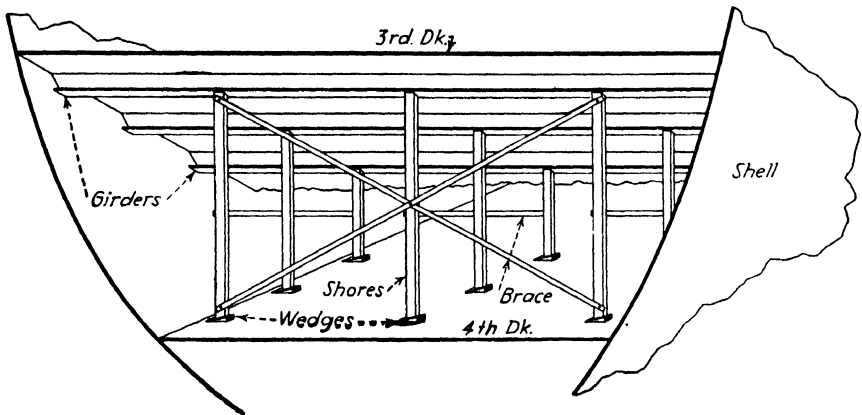 3rd. Dk.
Shell
Girders
Shores
Brace
Wedges
4th Dk.